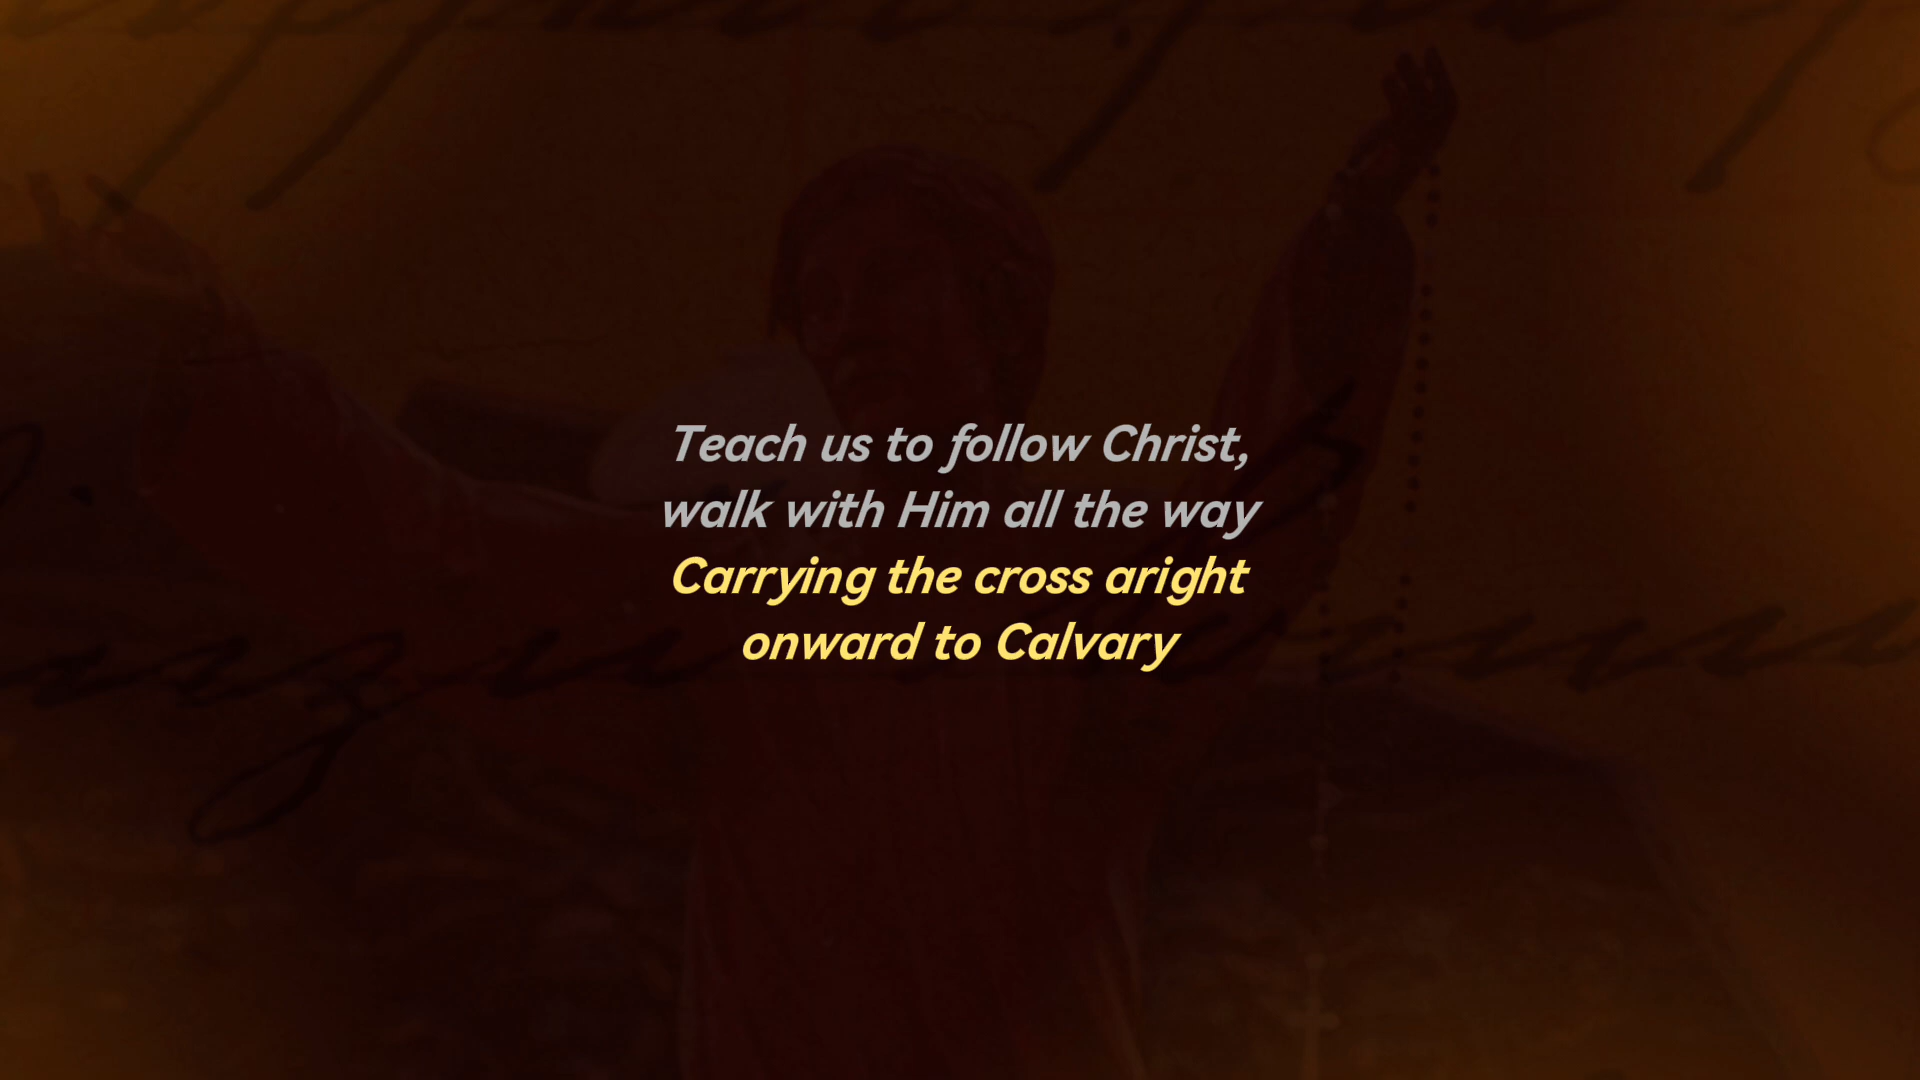 Teach us to follow Christ,
walk with Him all the way
Carrying the cross aright
onward to Calvary